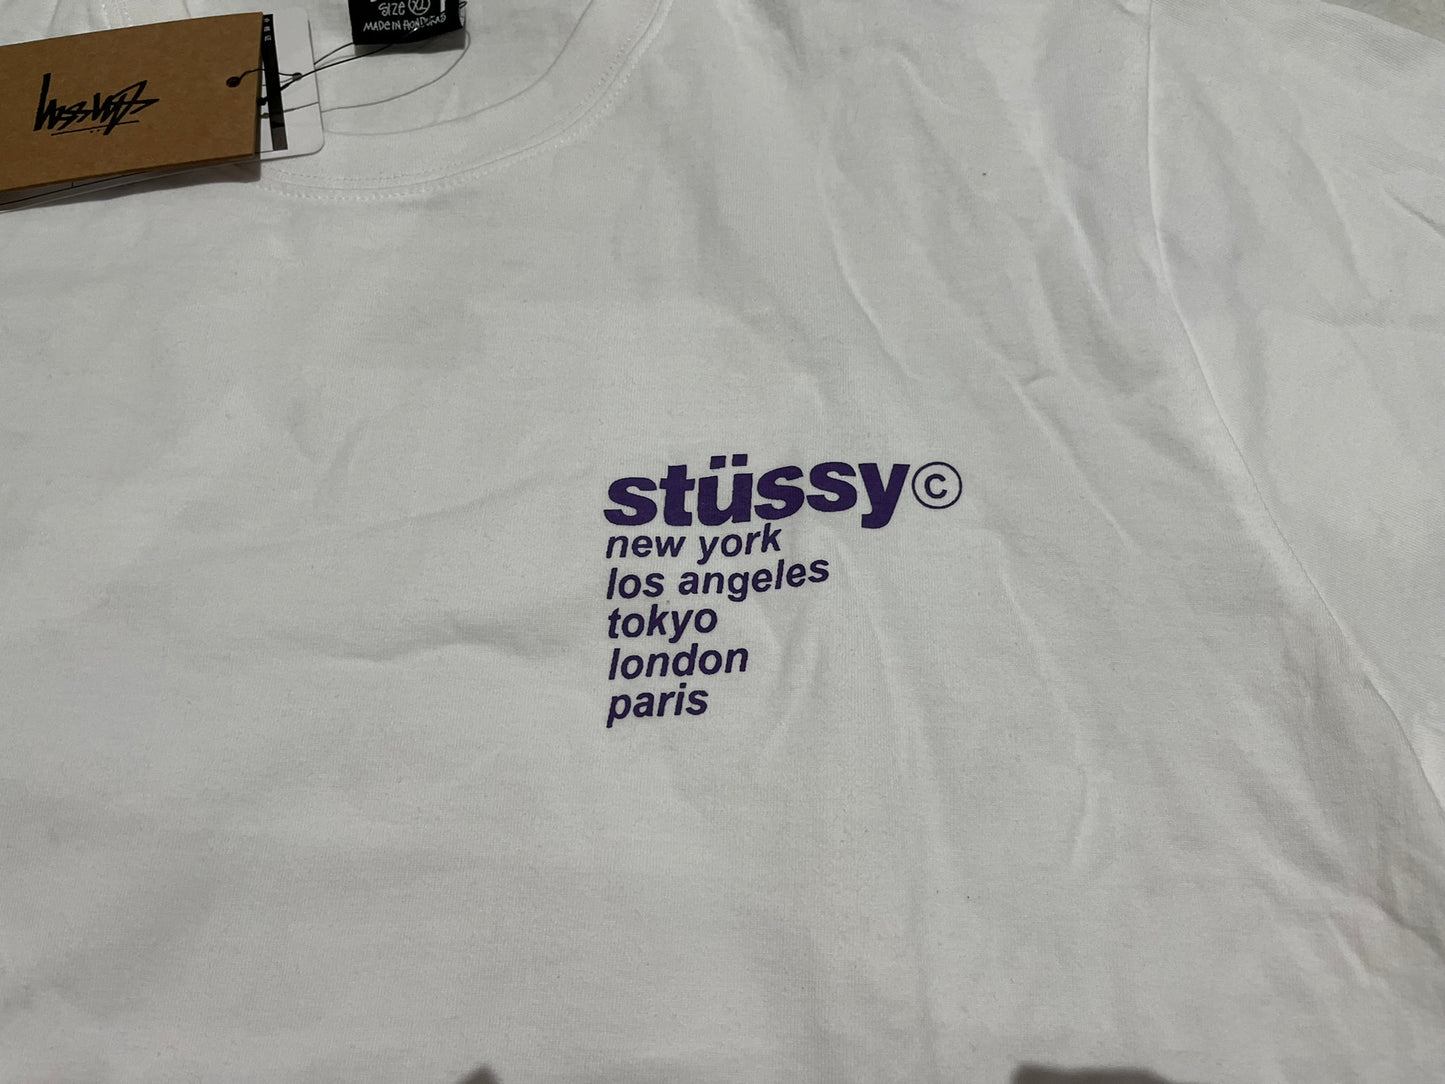 SIZE XL
MADE IN HONDURAS
stüssy©
new york
los angeles
tokyo
london
paris